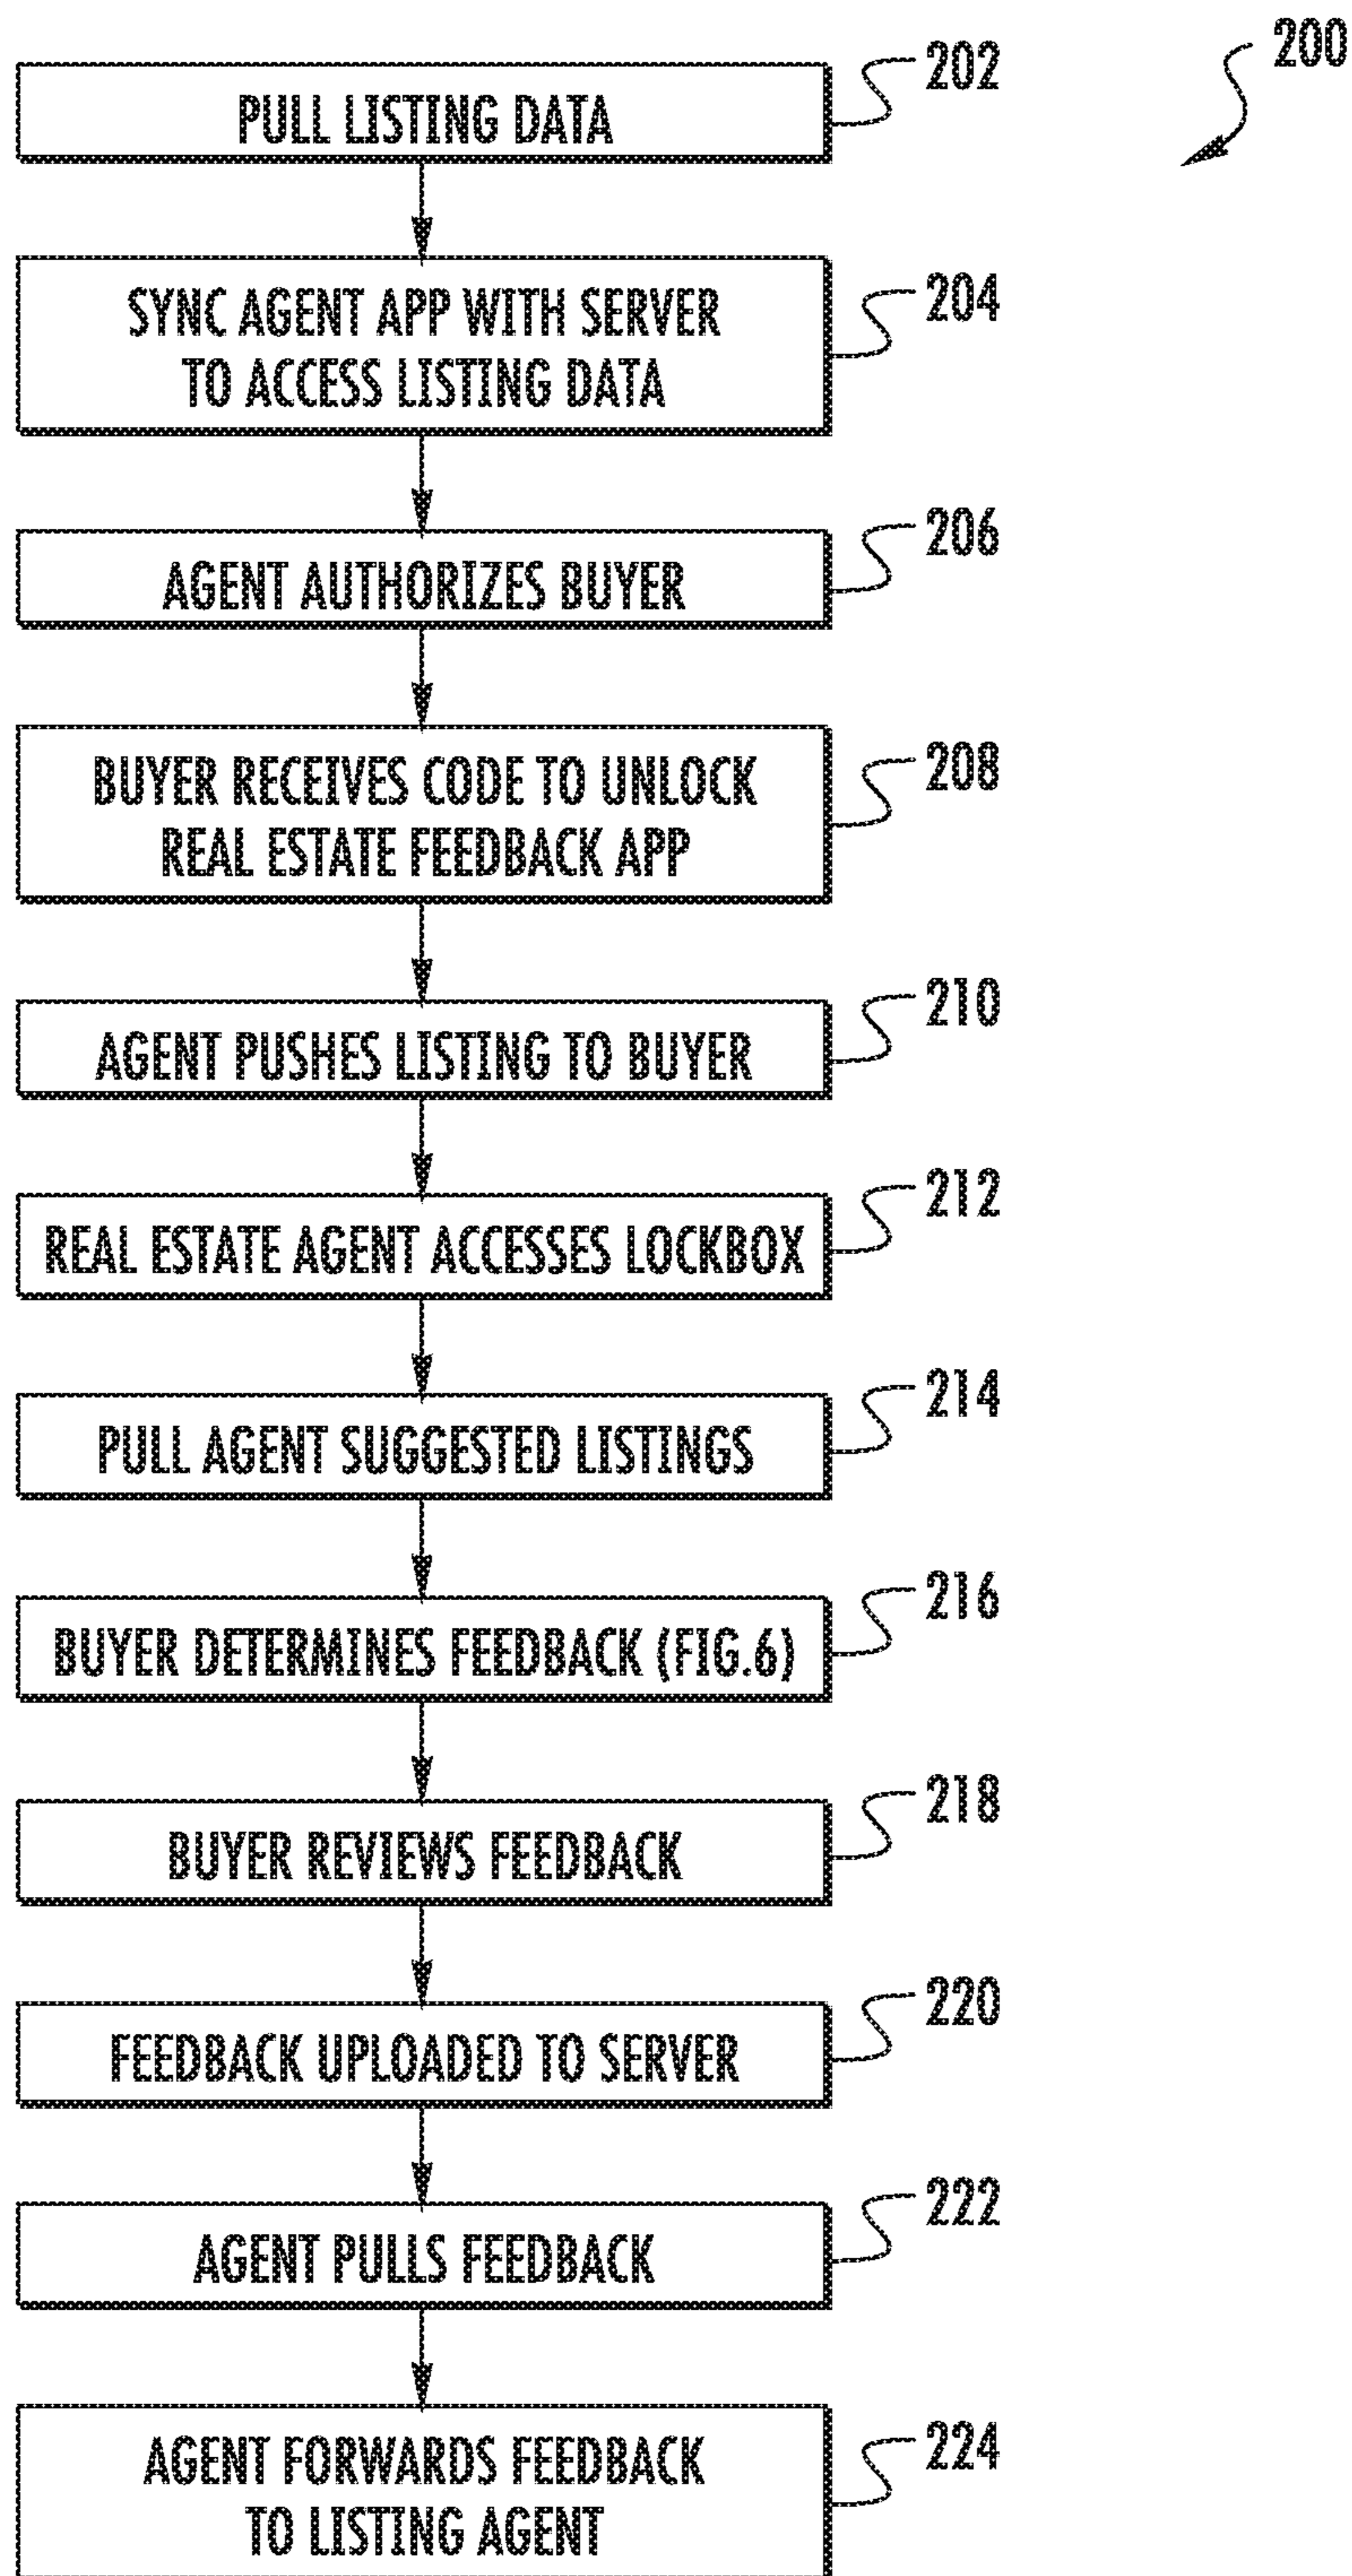 200
PULL LISTING DATA
202
SYNC AGENT APP WITH SERVER
TO ACCESS LISTING DATA
204
AGENT AUTHORIZES BUYER
206
BUYER RECEIVES CODE TO UNLOCK
REAL ESTATE FEEDBACK APP
208
AGENT PUSHES LISTING TO BUYER
210
REAL ESTATE AGENT ACCESSES LOCKBOX
212
PULL AGENT SUGGESTED LISTINGS
214
BUYER DETERMINES FEEDBACK (FIG.6)
216
BUYER REVIEWS FEEDBACK
218
FEEDBACK UPLOADED TO SERVER
220
AGENT PULLS FEEDBACK
222
AGENT FORWARDS FEEDBACK
TO LISTING AGENT
224